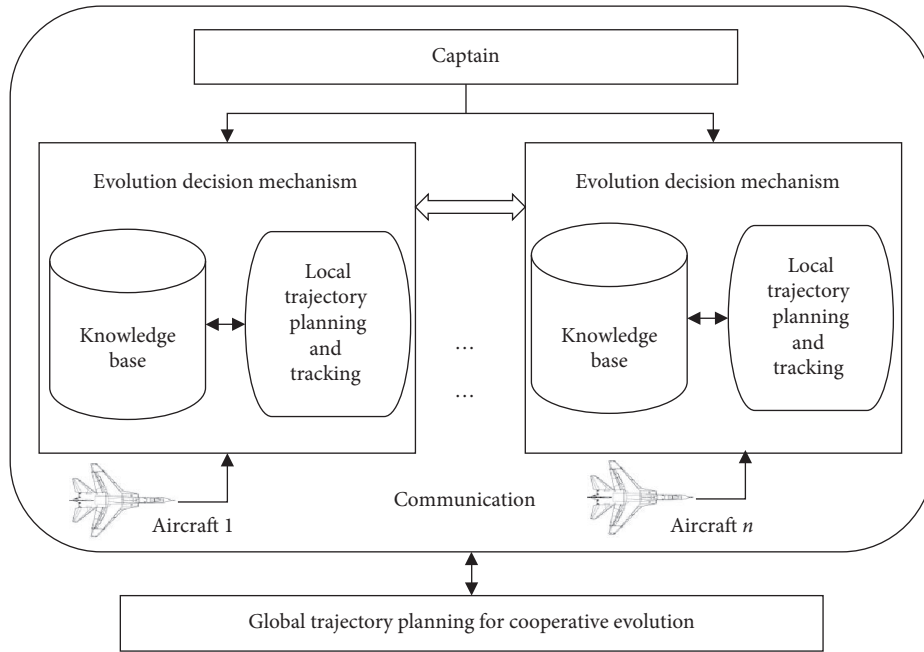 Captain
Evolution decision mechanism
Knowledge
base
Local
trajectory
planning
and
tracking
...
...
Evolution decision mechanism
Knowledge
base
Local
trajectory
planning
and
tracking
Aircraft 1
Communication
Aircraft n
Global trajectory planning for cooperative evolution